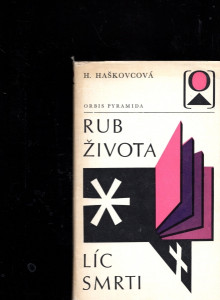 H. HAŠKOVCOVÁ
ORBIS PYRAMIDA
RUB
ŽIVOTA
LÍC
SMRTI